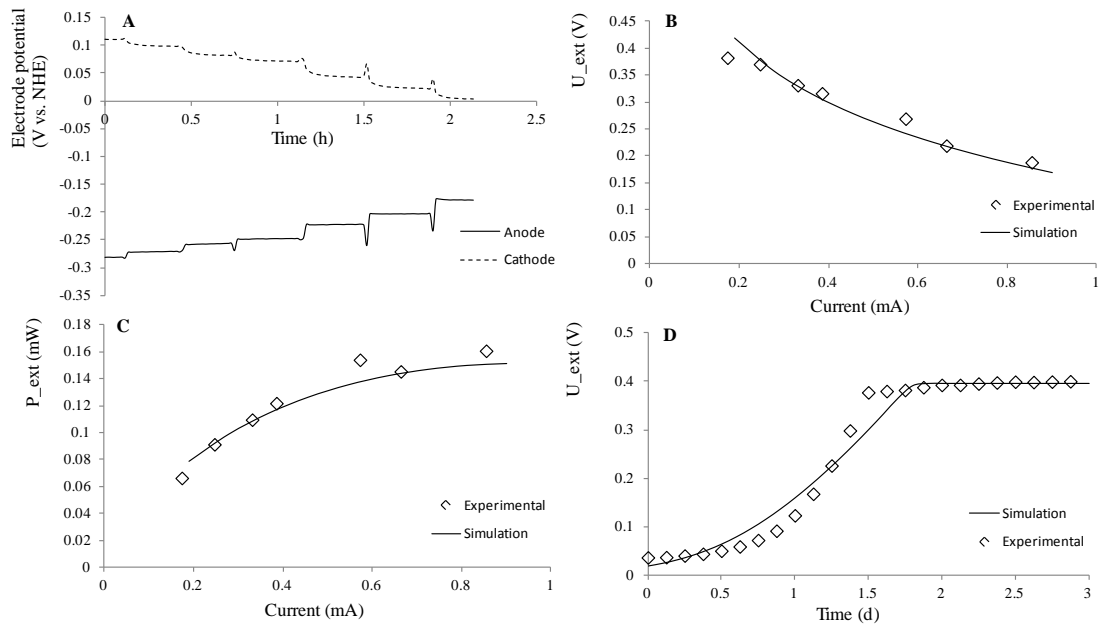 A
Electrode potential
(V vs. NHE)
0.15
0.1
0.05
0
-0.05
-0.1
-0.15
-0.2
-0.25
-0.3
-0.35
0 0.5 1 1.5 2 2.5
Time (h)
Anode
Cathode
B
U_ext (V)
0.45
0.4
0.35
0.3
0.25
0.2
0.15
0.1
0.05
0
0 0.2 0.4 0.6 0.8 1
Current (mA)
Experimental
Simulation
C
P_ext (mW)
0.18
0.16
0.14
0.12
0.1
0.08
0.06
0.04
0.02
0
0 0.2 0.4 0.6 0.8 1
Current (mA)
Experimental
Simulation
D
U_ext (V)
0.5
0.4
0.3
0.2
0.1
0
0 0.5 1 1.5 2 2.5 3
Time (d)
Simulation
Experimental